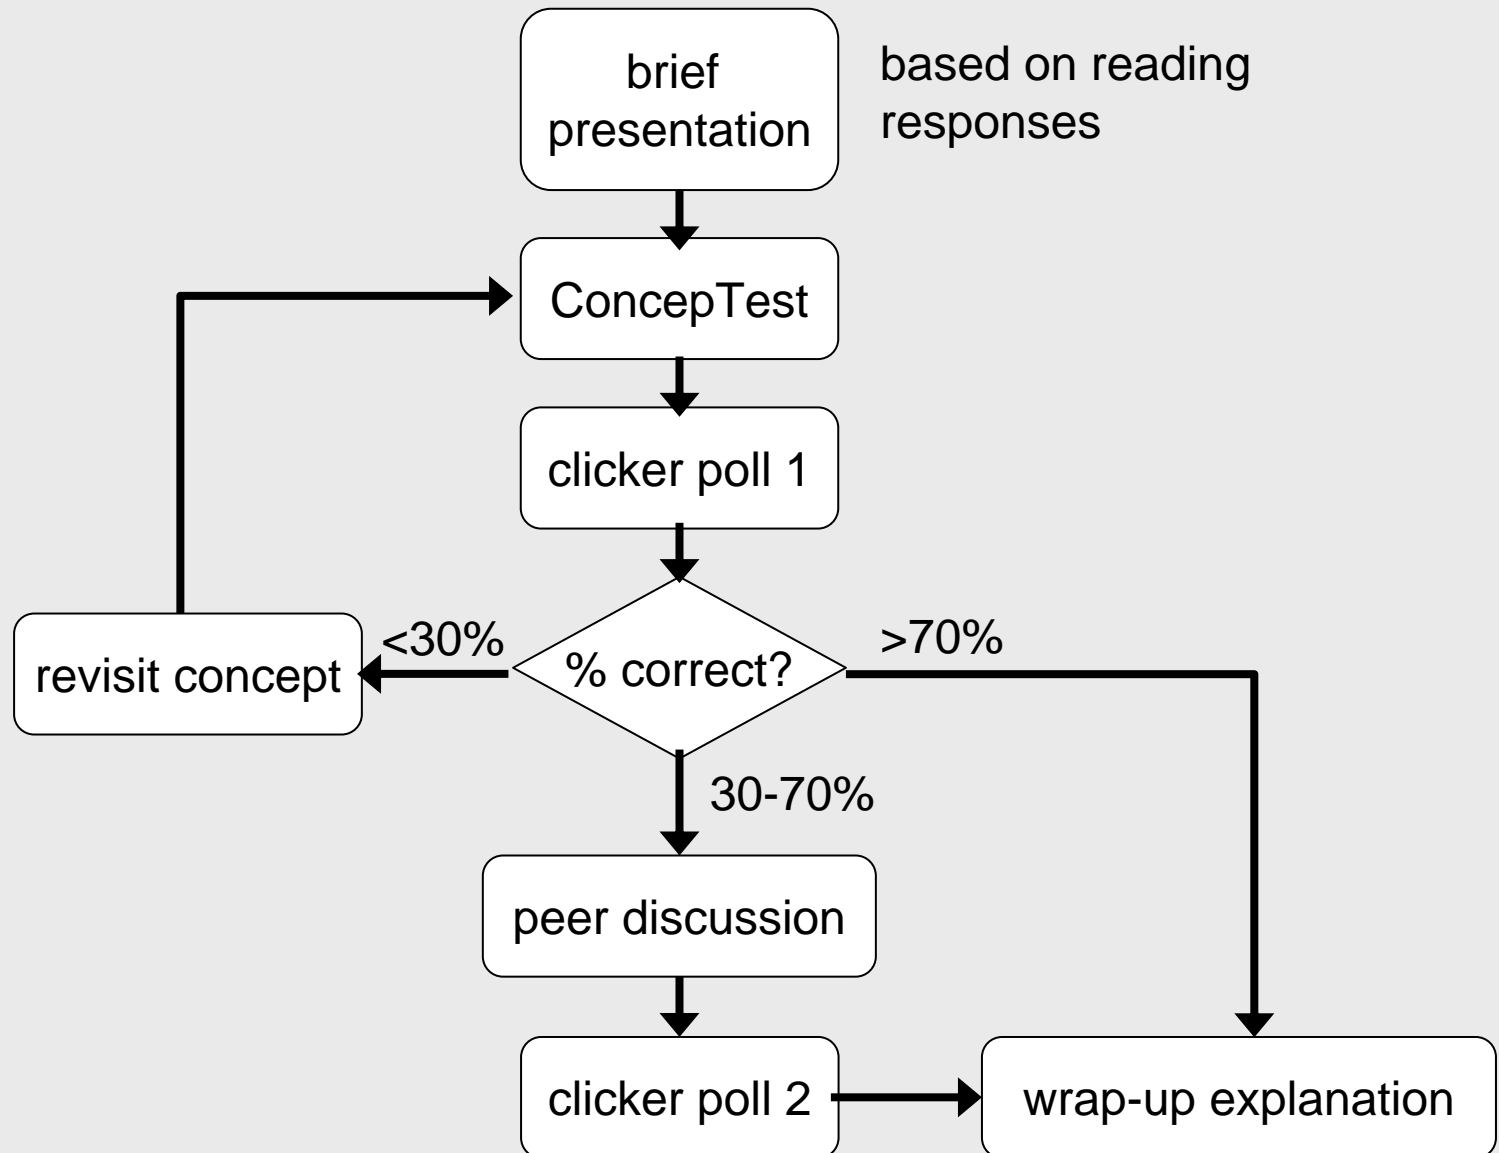 brief
presentation
based on reading
responses
ConcepTest
clicker poll 1
<30%
% correct?
>70%
revisit concept
30-70%
peer discussion
clicker poll 2
wrap-up explanation